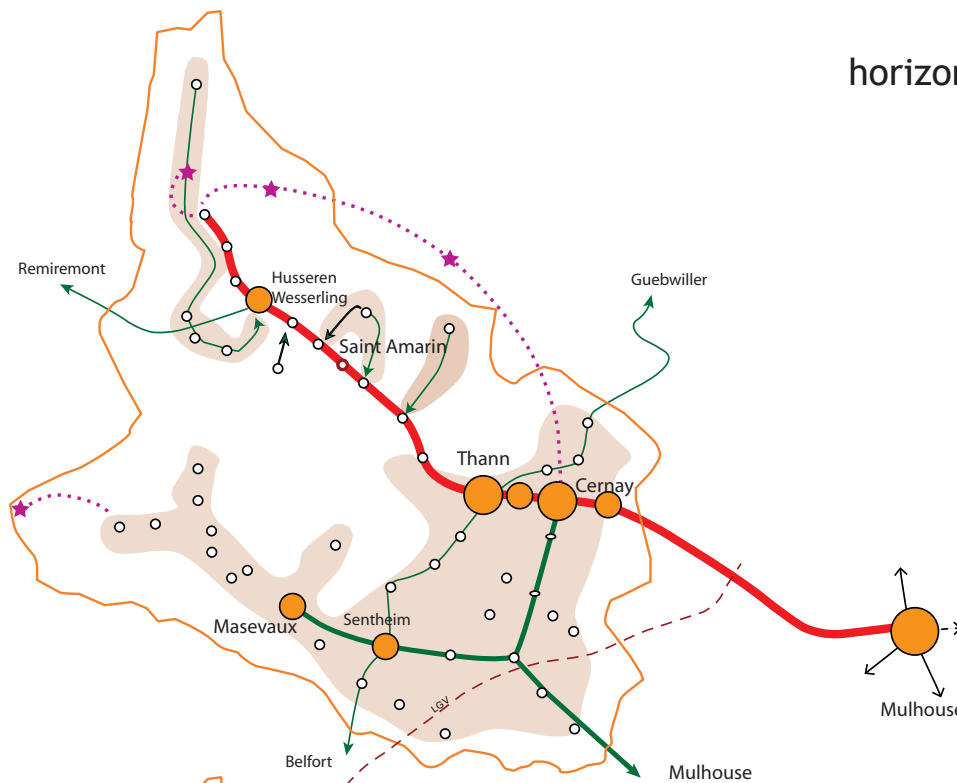 horizon
Remiremont
Husseren
Wesserling
Guebwiller
Saint Amarin
Thann
Cernay
Masevaux
Sentheim
LGV
Mulhouse
Belfort
Mulhouse